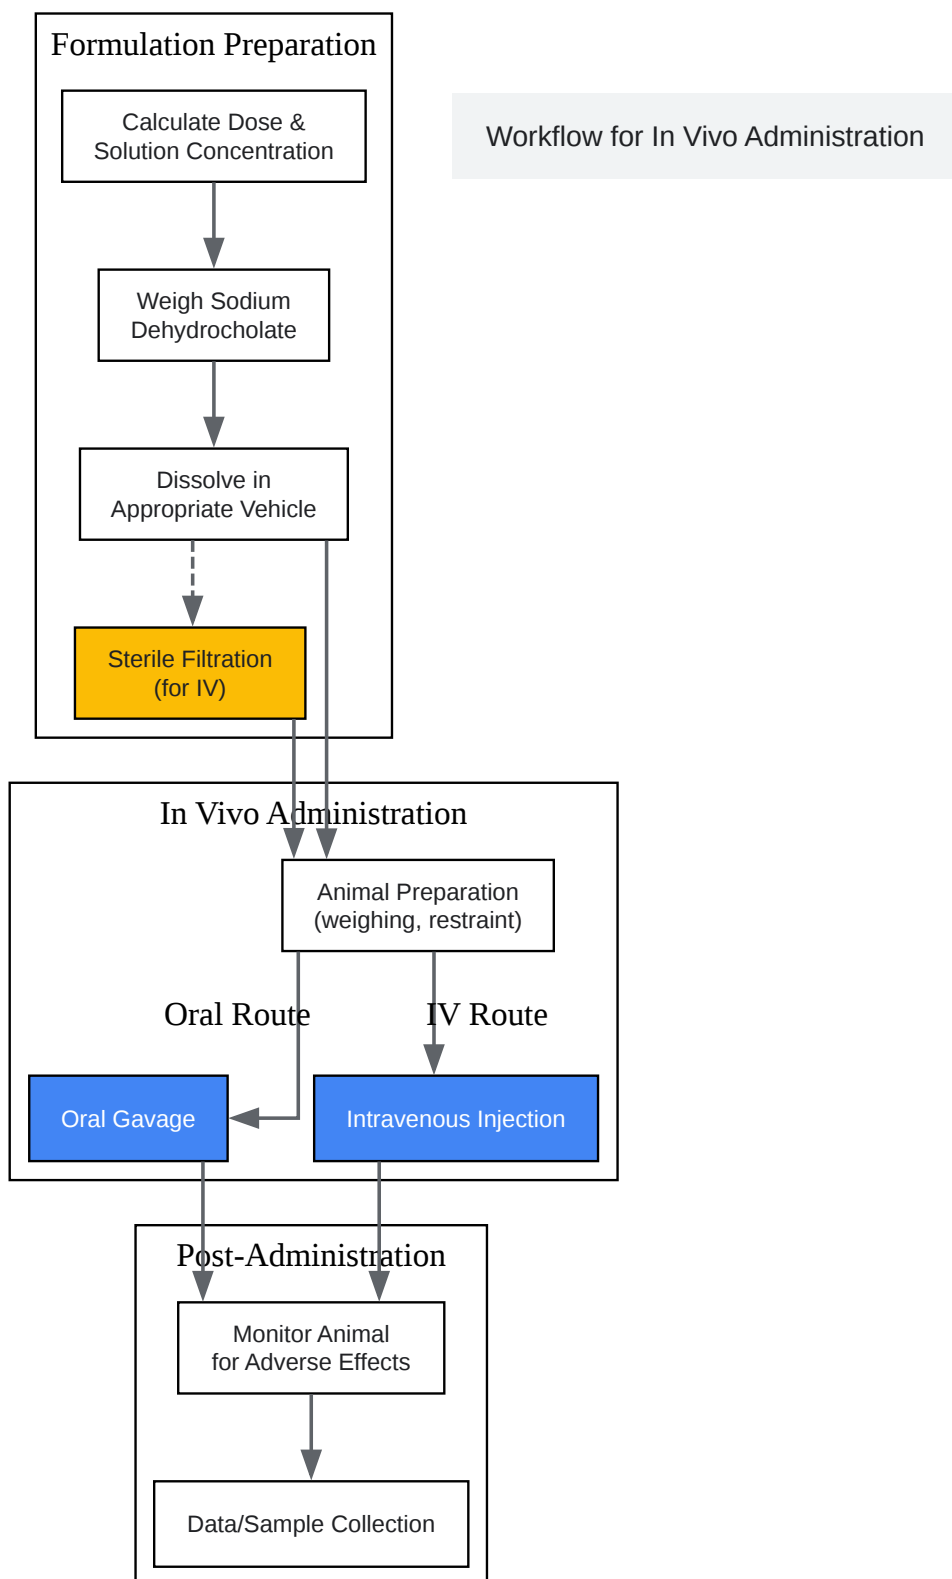 Formulation Preparation
Calculate Dose &
Solution Concentration
Workflow for In Vivo Administration
Weigh Sodium
Dehydrocholate
Dissolve in
Appropriate Vehicle
Sterile Filtration
(for IV)
In Vivo Administration
Animal Preparation
(weighing, restraint)
Oral Route
IV Route
Oral Gavage
Intravenous Injection
Post-Administration
Monitor Animal
for Adverse Effects
Data/Sample Collection